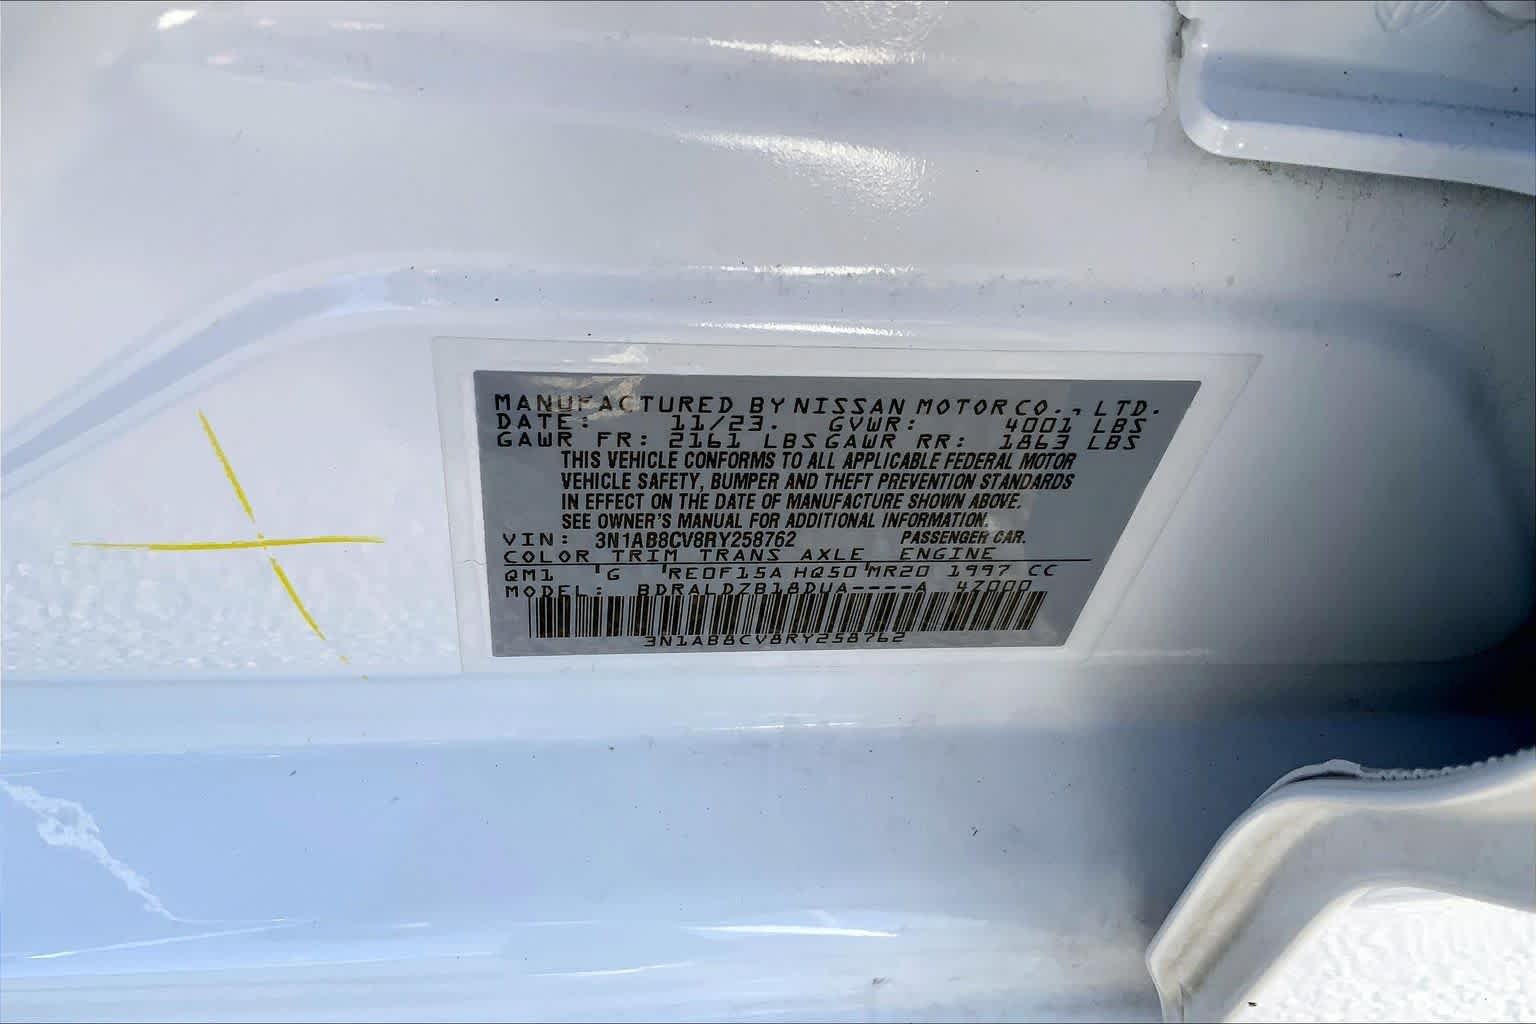 MANUFACTURED BY NISSAN MOTOR CO., LTD.
DATE: 11/23. GVWR: 4001 LBS
GAWR FR: 2161 LBS GAWR RR: 1863 LBS
THIS VEHICLE CONFORMS TO ALL APPLICABLE FEDERAL MOTOR
VEHICLE SAFETY, BUMPER AND THEFT PREVENTION STANDARDS
IN EFFECT ON THE DATE OF MANUFACTURE SHOWN ABOVE.
SEE OWNER'S MANUAL FOR ADDITIONAL INFORMATION.
VIN: 3N1AB8CV8RY258762 PASSENGER CAR.
COLOR TRIM TRANS AXLE ENGINE
QM1 'G 'RE0F15A HQ50'MR20 1997 CC
MODEL: BDRALDZB18DUA----A 4Z000
3N1AB8CV8RY258762